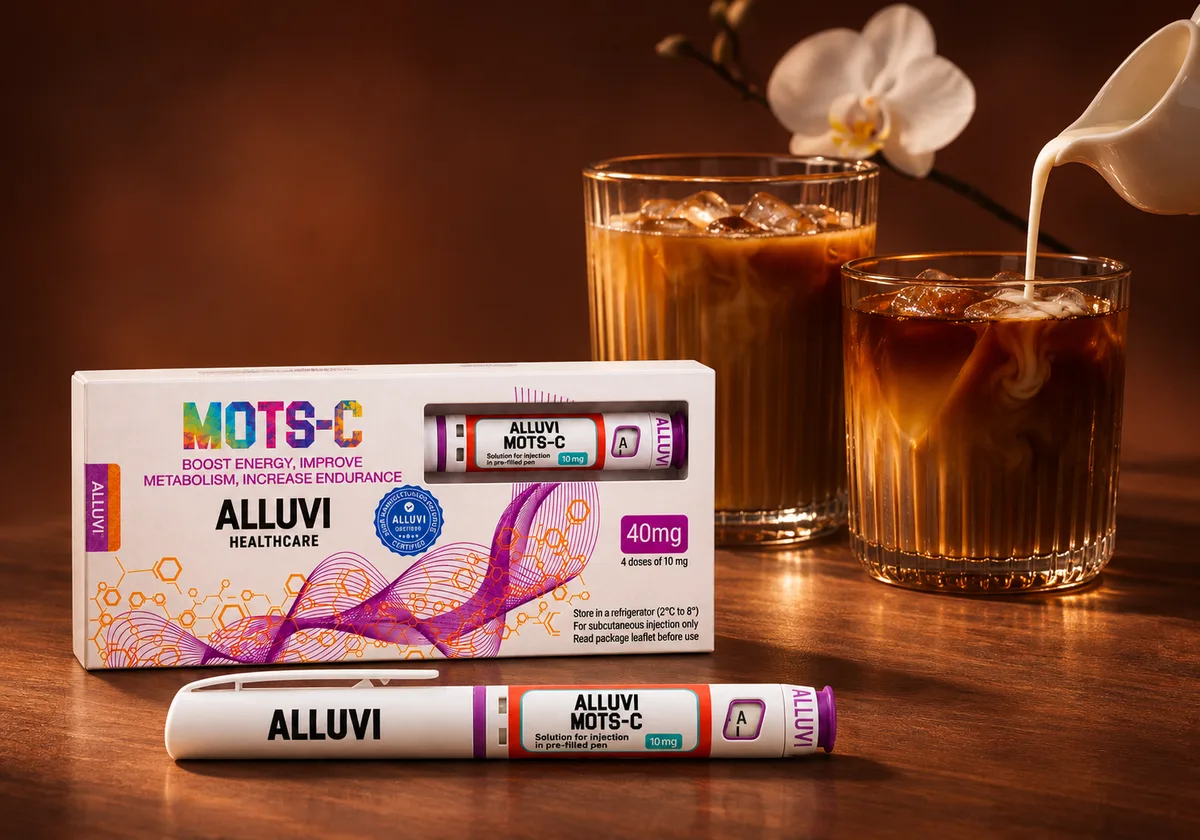 MOTS-C
BOOST ENERGY, IMPROVE
METABOLISM, INCREASE ENDURANCE
ALLUVI
HEALTHCARE
ALLUVI
ALLUVI
CERTIFIED
ALLUVI
MOTS-C
Solution for injection
in pre-filled pen
10 mg
A
ALLUVI
40mg
4 doses of 10 mg
Store in a refrigerator (2°C to 8°)
For subcutaneous injection only
Read package leaflet before use
ALLUVI
ALLUVI
MOTS-C
Solution for injection
in pre-filled pen
10 mg
A
ALLUVI